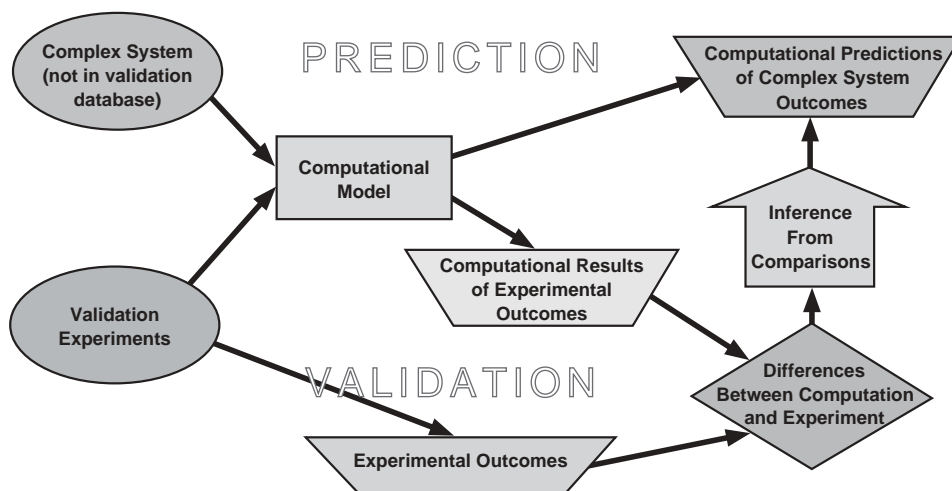 Complex System
(not in validation
database)
PREDICTION
Computational Predictions
of Complex System
Outcomes
Computational
Model
Inference
From
Comparisons
Computational Results
of Experimental
Outcomes
Validation
Experiments
VALIDATION
Differences
Between Computation
and Experiment
Experimental Outcomes